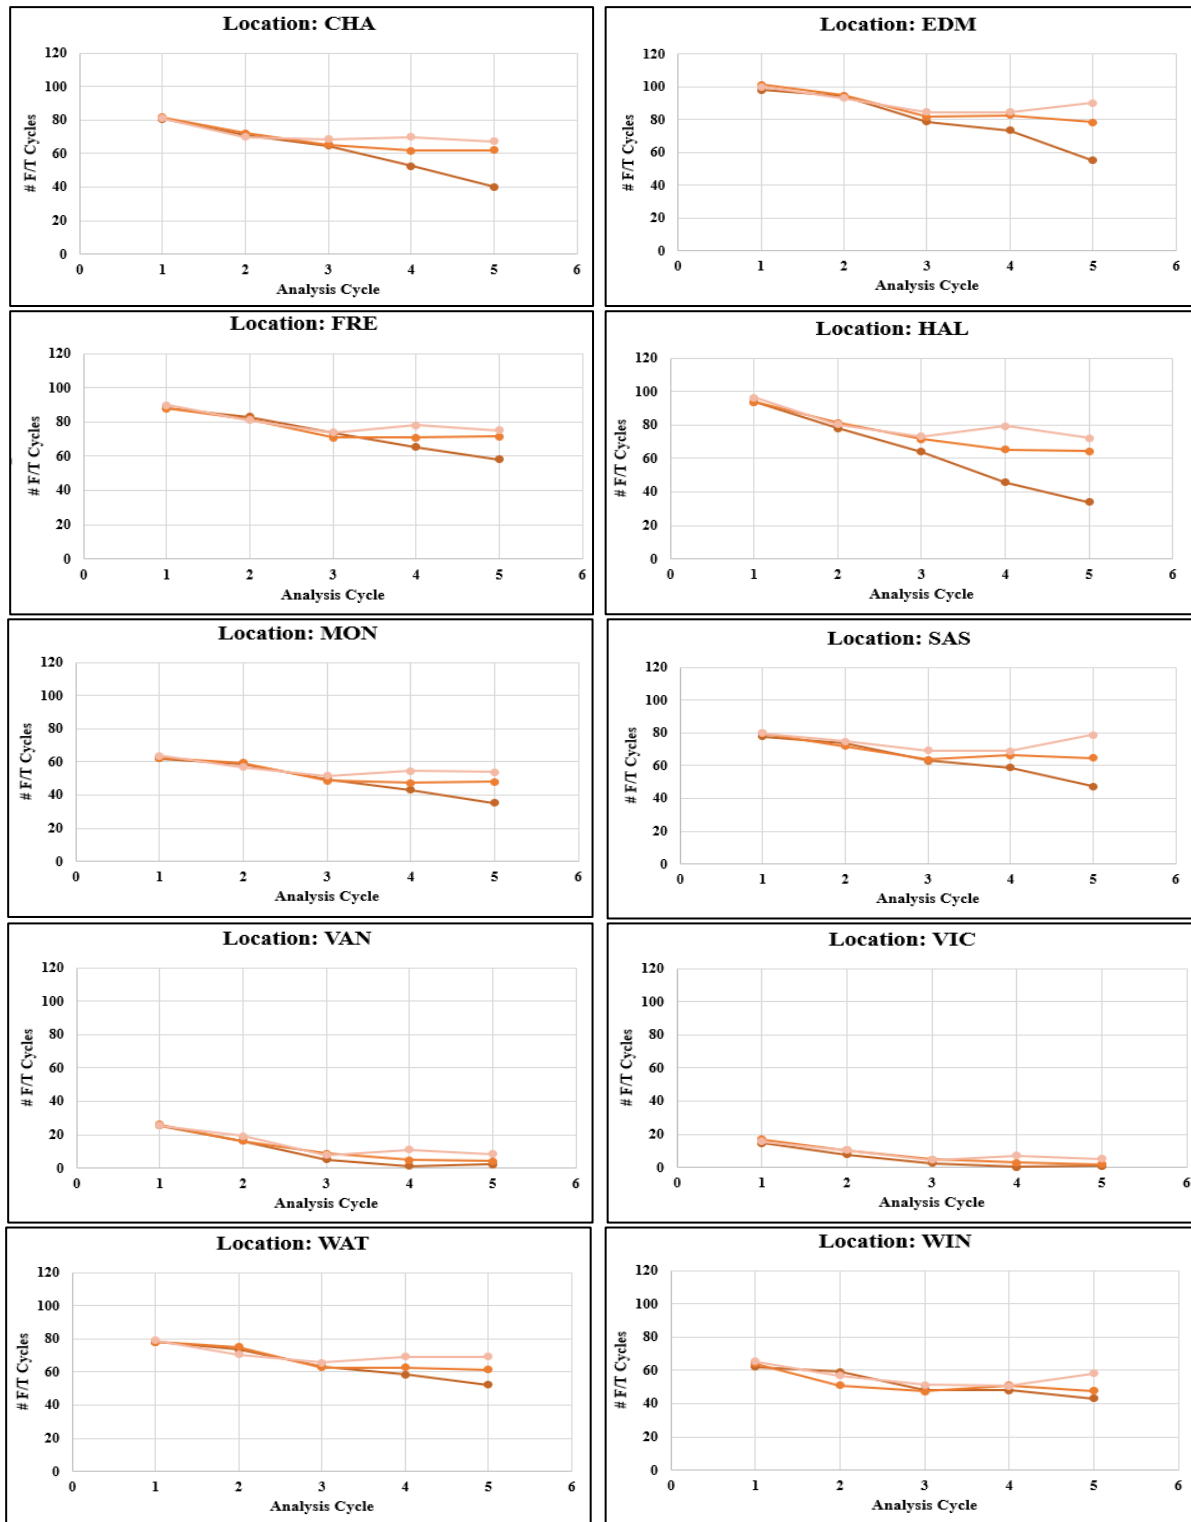 Location: CHA
120
100
80
60
40
20
0
# F/T Cycles
0 1 2 3 4 5 6
Analysis Cycle
Location: EDM
120
100
80
60
40
20
0
# F/T Cycles
0 1 2 3 4 5 6
Analysis Cycle
Location: FRE
120
100
80
60
40
20
0
# F/T Cycles
0 1 2 3 4 5 6
Analysis Cycle
Location: HAL
120
100
80
60
40
20
0
# F/T Cycles
0 1 2 3 4 5 6
Analysis Cycle
Location: MON
120
100
80
60
40
20
0
# F/T Cycles
0 1 2 3 4 5 6
Analysis Cycle
Location: SAS
120
100
80
60
40
20
0
# F/T Cycles
0 1 2 3 4 5 6
Analysis Cycle
Location: VAN
120
100
80
60
40
20
0
# F/T Cycles
0 1 2 3 4 5 6
Analysis Cycle
Location: VIC
120
100
80
60
40
20
0
# F/T Cycles
0 1 2 3 4 5 6
Analysis Cycle
Location: WAT
120
100
80
60
40
20
0
# F/T Cycles
0 1 2 3 4 5 6
Analysis Cycle
Location: WIN
120
100
80
60
40
20
0
# F/T Cycles
0 1 2 3 4 5 6
Analysis Cycle